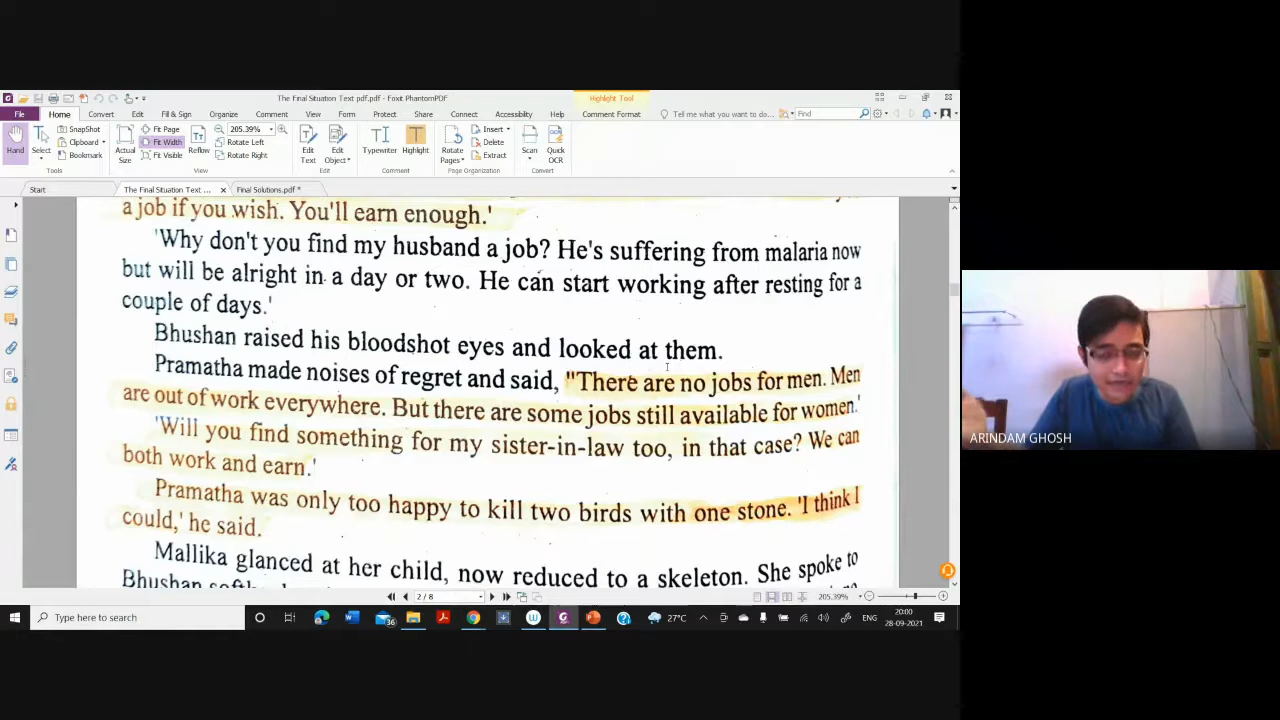 The Final Situation Text pdf.pdf - Foxit PhantomPDF
Highlight Tool
File Home Convert Edit Fill & Sign Organize Comment View Form Protect Share Connect Accessibility Help Comment Format Tell me what you want to do... Find
SnapShot
Clipboard
Bookmark
Hand
Select
Tools
Actual Size
Fit Page
Fit Width
Fit Visible
Reflow
205.39%
Rotate Left
Rotate Right
View
Edit Text
Edit Object
Edit
Typewriter
Highlight
Comment
Rotate Pages
Insert
Delete
Extract
Page Organization
Scan
Quick OCR
Convert
Start
The Final Situation Text ...
Final Solutions.pdf *
a job if you wish. You'll earn enough.'
'Why don't you find my husband a job? He's suffering from malaria now
but will be alright in a day or two. He can start working after resting for a
couple of days.'
Bhushan raised his bloodshot eyes and looked at them.
Pramatha made noises of regret and said, "There are no jobs for men. Men
are out of work everywhere. But there are some jobs still available for women.'
'Will you find something for my sister-in-law too, in that case? We can
both work and earn.'
Pramatha was only too happy to kill two birds with one stone. 'I think I
could,' he said.
Mallika glanced at her child, now reduced to a skeleton. She spoke to
Bhushan
2 / 8
205.39%
Type here to search
36
27°C
ENG
20:00
28-09-2021
ARINDAM GHOSH